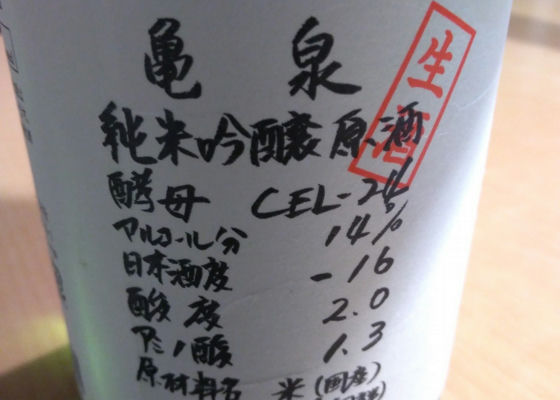 亀泉
生酒
純米吟醸原酒
酵母 CEL-24
アルコール分 14%
日本酒度 -16
酸度 2.0
アミノ酸 1.3
原材料名 米(国産)